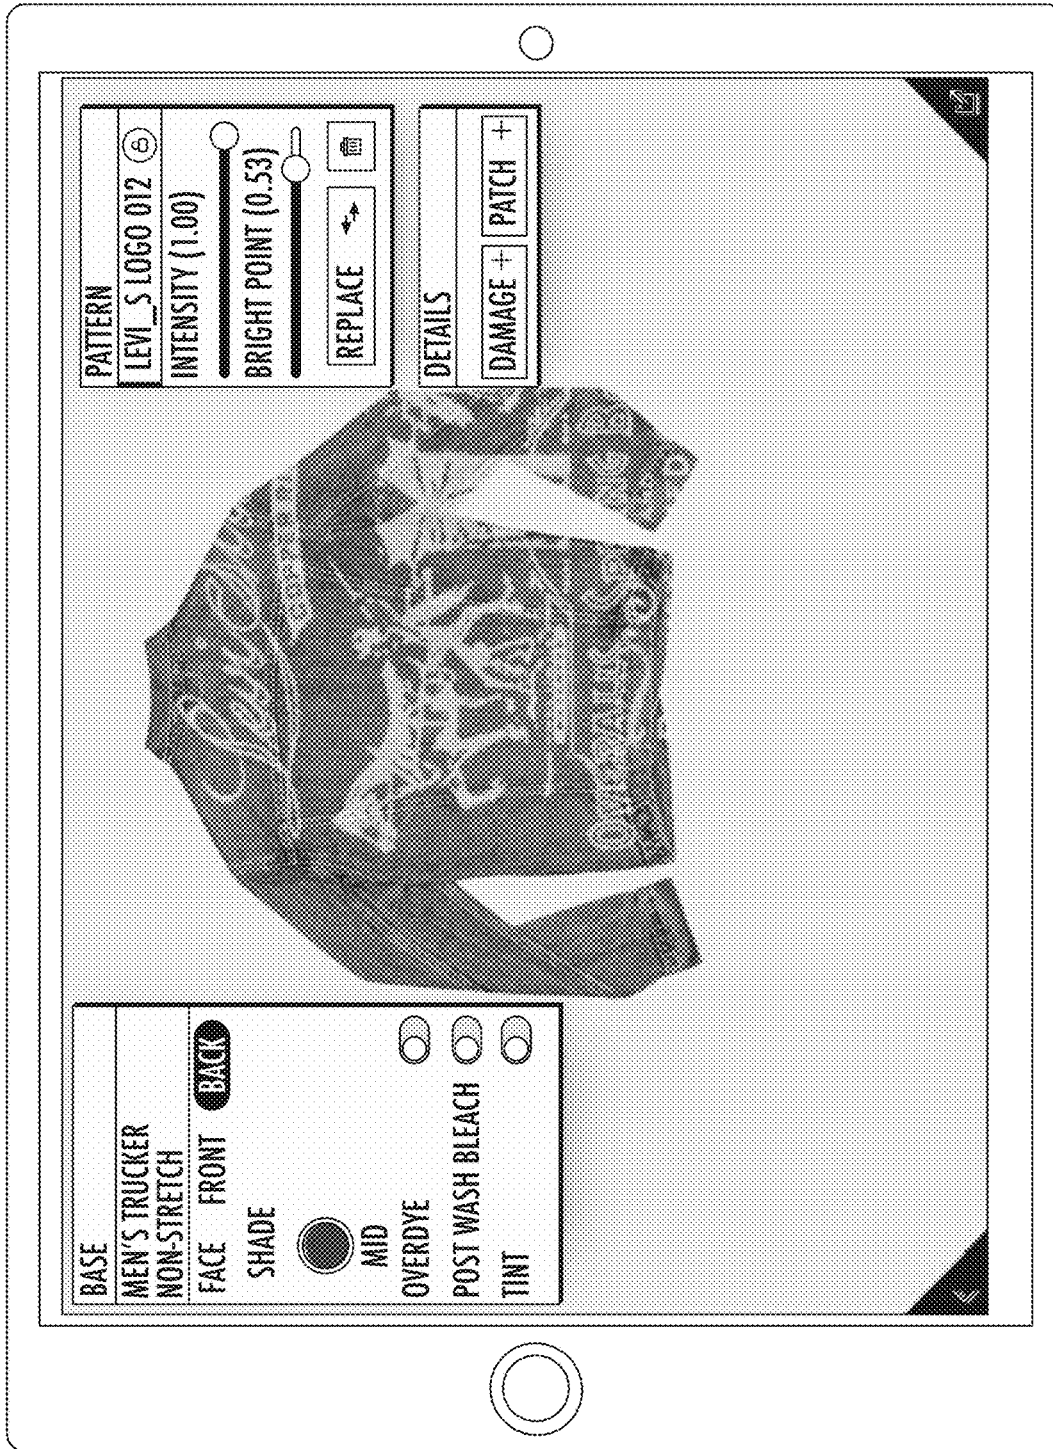 BASE
MEN'S TRUCKER
NON-STRETCH
FACE FRONT BACK
SHADE
MID
OVERDYE
POST WASH BLEACH
TINT
Levi's
PATTERN
LEVI_S LOGO 012
INTENSITY (1.00)
BRIGHT POINT (0.53)
REPLACE
DETAILS
DAMAGE + PATCH +